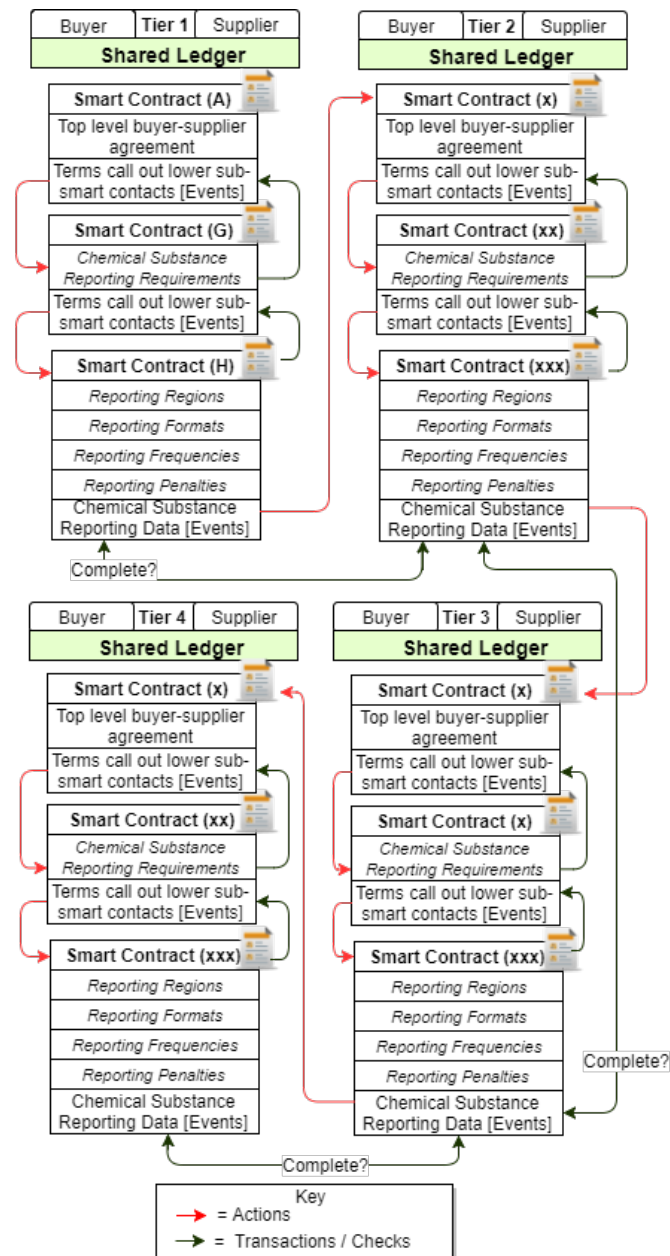 Buyer Tier 1 Supplier
Shared Ledger
Smart Contract (A)
Top level buyer-supplier
agreement
Terms call out lower sub-
smart contacts [Events]
Smart Contract (G)
Chemical Substance
Reporting Requirements
Terms call out lower sub-
smart contacts [Events]
Smart Contract (H)
Reporting Regions
Reporting Formats
Reporting Frequencies
Reporting Penalties
Chemical Substance
Reporting Data [Events]
Complete?
Buyer Tier 2 Supplier
Shared Ledger
Smart Contract (x)
Top level buyer-supplier
agreement
Terms call out lower sub-
smart contacts [Events]
Smart Contract (xx)
Chemical Substance
Reporting Requirements
Terms call out lower sub-
smart contacts [Events]
Smart Contract (xxx)
Reporting Regions
Reporting Formats
Reporting Frequencies
Reporting Penalties
Chemical Substance
Reporting Data [Events]
Buyer Tier 4 Supplier
Shared Ledger
Smart Contract (x)
Top level buyer-supplier
agreement
Terms call out lower sub-
smart contacts [Events]
Smart Contract (xx)
Chemical Substance
Reporting Requirements
Terms call out lower sub-
smart contacts [Events]
Smart Contract (xxx)
Reporting Regions
Reporting Formats
Reporting Frequencies
Reporting Penalties
Chemical Substance
Reporting Data [Events]
Buyer Tier 3 Supplier
Shared Ledger
Smart Contract (x)
Top level buyer-supplier
agreement
Terms call out lower sub-
smart contacts [Events]
Smart Contract (x)
Chemical Substance
Reporting Requirements
Terms call out lower sub-
smart contacts [Events]
Smart Contract (xxx)
Reporting Regions
Reporting Formats
Reporting Frequencies
Reporting Penalties
Chemical Substance
Reporting Data [Events]
Complete?
Complete?
Key
= Actions
= Transactions / Checks